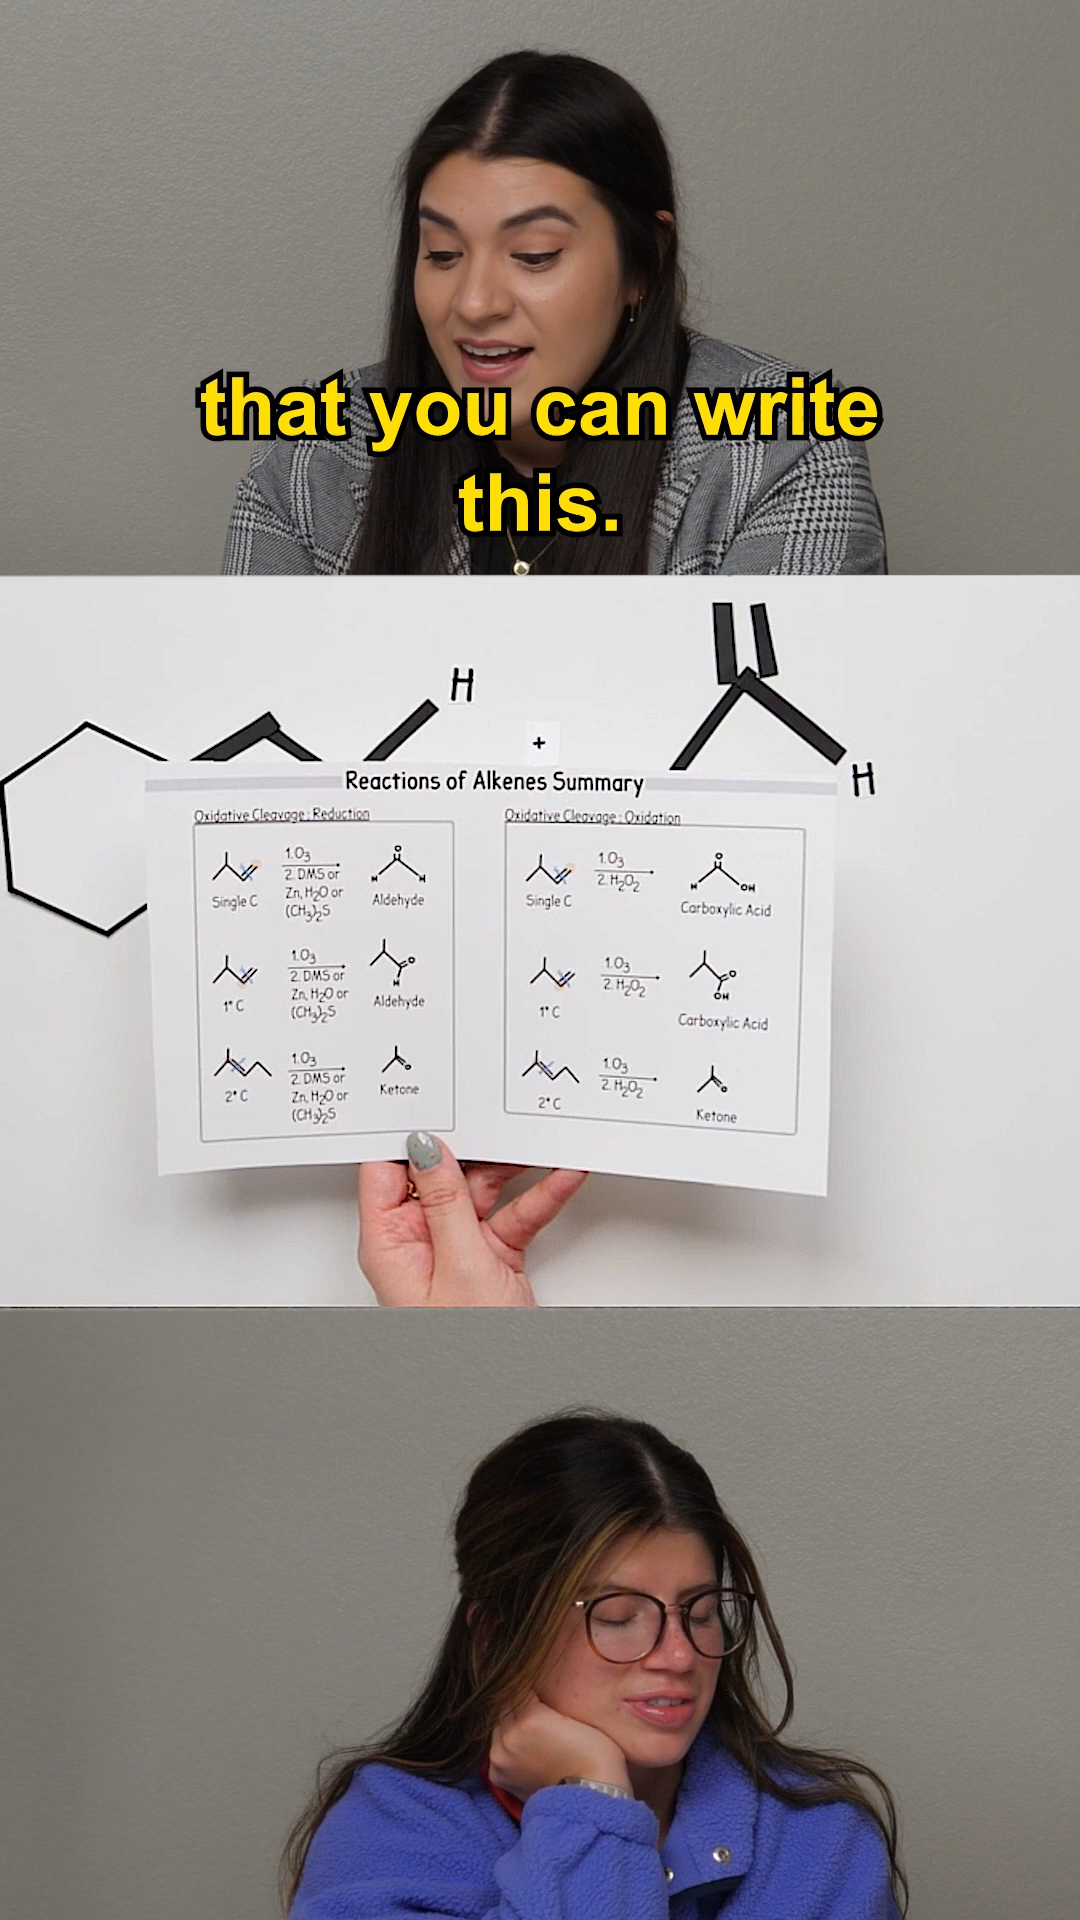 that you can write
this.
H
+
H
Reactions of Alkenes Summary
Oxidative Cleavage: Reduction
1. O3
2. DMS or
Zn, H2O or
(CH3)2S
O
H H
Single C
Aldehyde
1. O3
2. DMS or
Zn, H2O or
(CH3)2S
O
H
1° C
Aldehyde
1. O3
2. DMS or
Zn, H2O or
(CH3)2S
O
2° C
Ketone
Oxidative Cleavage: Oxidation
1. O3
2. H2O2
O
H OH
Single C
Carboxylic Acid
1. O3
2. H2O2
O
OH
1° C
Carboxylic Acid
1. O3
2. H2O2
O
2° C
Ketone